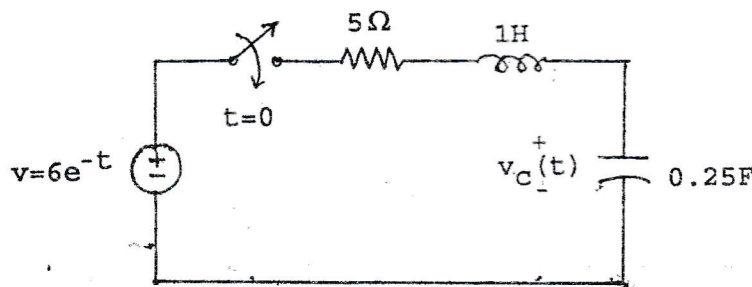 5Ω
1H
t=0
v=6e^-t
+
-
+
v_C(t)
-
0.25F